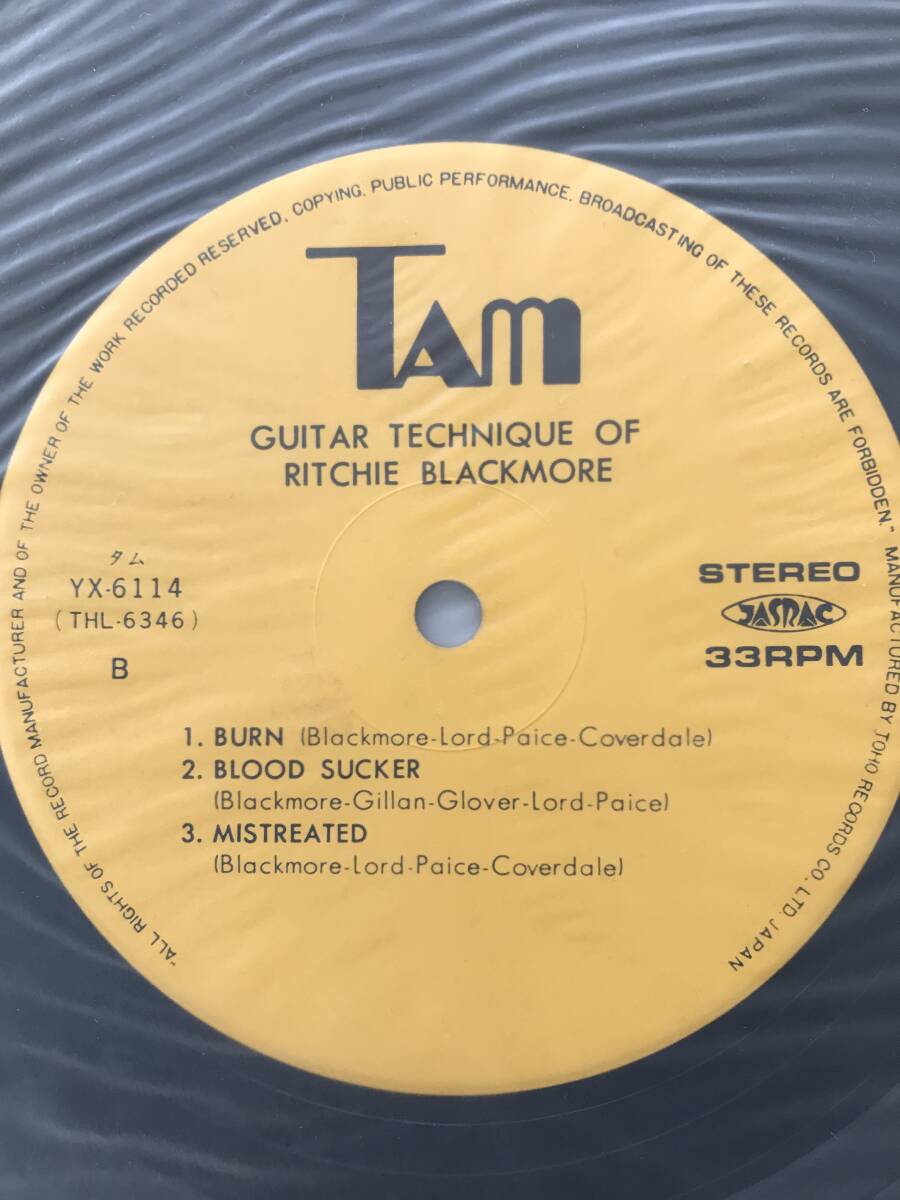 "ALL RIGHTS OF THE RECORD MANUFACTURER AND OF THE OWNER OF THE WORK RECORDED RESERVED. COPYING, PUBLIC PERFORMANCE, BROADCASTING OF THESE RECORDS ARE FORBIDDEN." MANUFACTURED BY TOHO RECORDS CO., LTD. JAPAN
TAM
GUITAR TECHNIQUE OF
RITCHIE BLACKMORE
タム
YX-6114
(THL-6346)
B
STEREO
JASRAC
33RPM
1. BURN (Blackmore-Lord-Paice-Coverdale)
2. BLOOD SUCKER
(Blackmore-Gillan-Glover-Lord-Paice)
3. MISTREATED
(Blackmore-Lord-Paice-Coverdale)